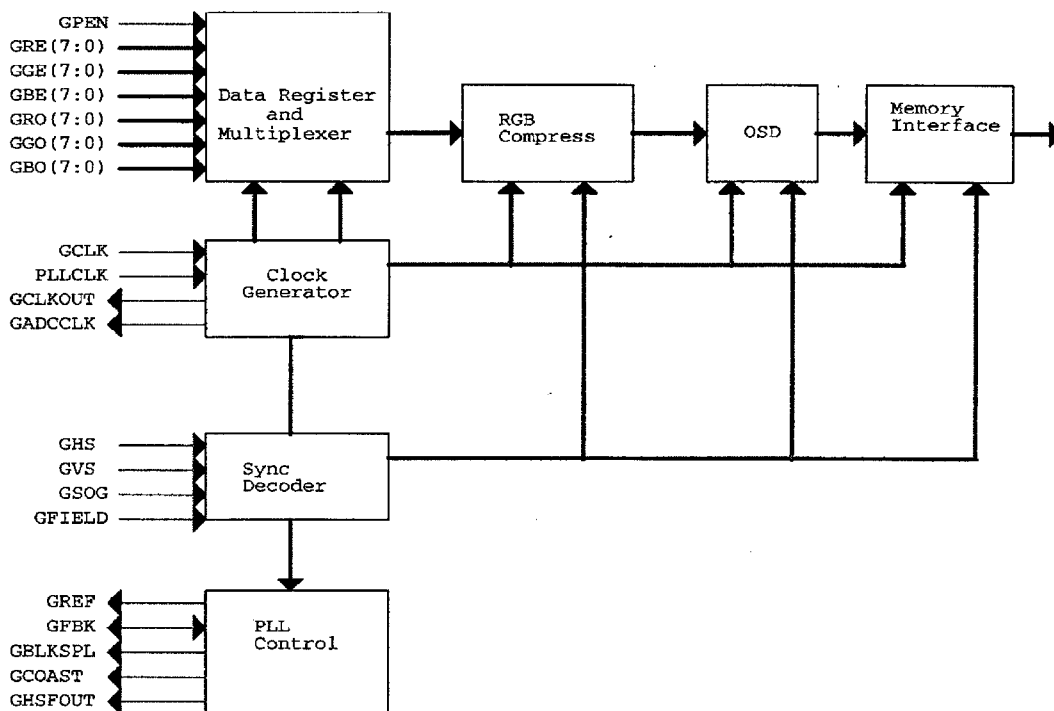 GPEN
GRE(7:0)
GGE(7:0)
GBE(7:0)
GRO(7:0)
GGO(7:0)
GBO(7:0)
Data Register
and
Multiplexer
RGB
Compress
OSD
Memory
Interface
GCLK
PLLCLK
GCLKOUT
GADCCLK
Clock
Generator
GHS
GVS
GSOG
GFIELD
Sync
Decoder
GREF
GFBK
GBLKSPL
GCOAST
GHSFOUT
PLL
Control